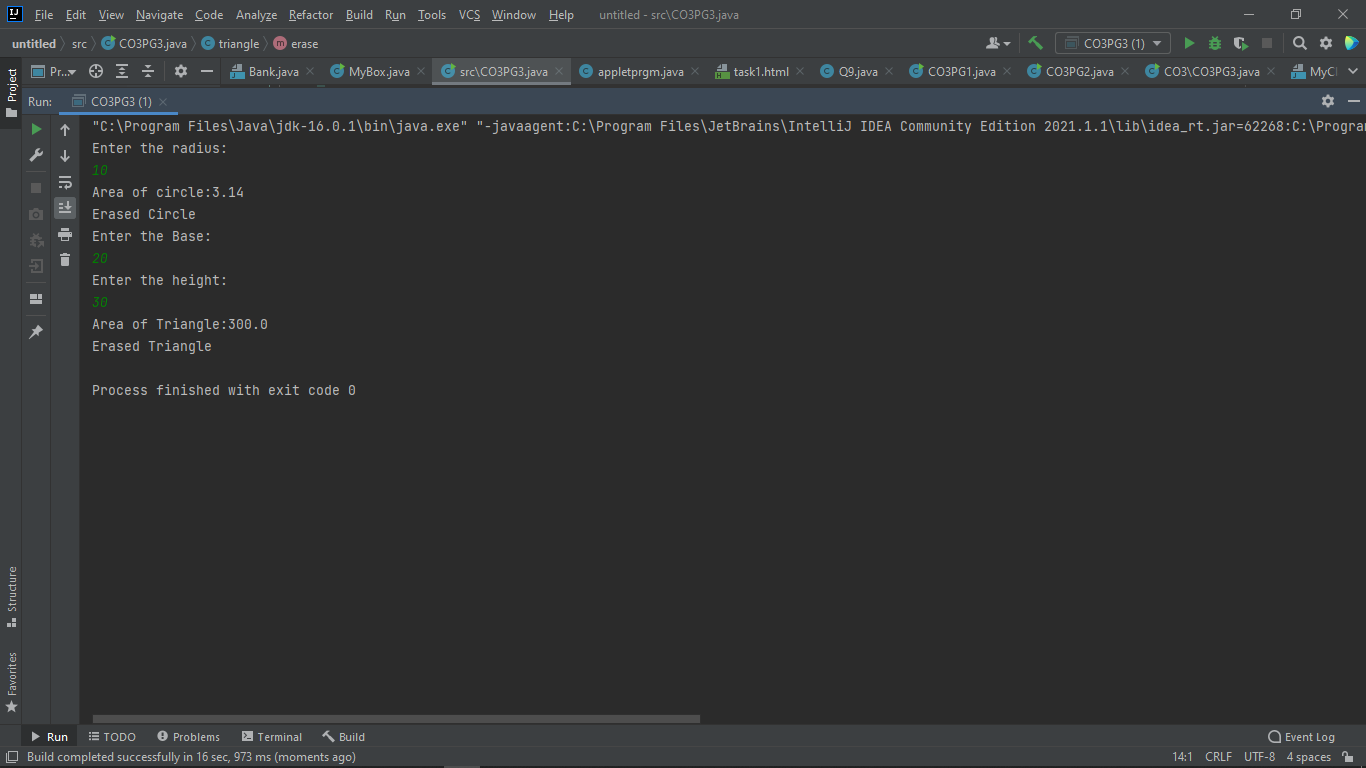 File Edit View Navigate Code Analyze Refactor Build Run Tools VCS Window Help untitled - src\CO3PG3.java
untitled src CO3PG3.java triangle erase CO3PG3 (1)
Pr... Bank.java MyBox.java src\CO3PG3.java appletprgm.java task1.html Q9.java CO3PG1.java CO3PG2.java CO3\CO3PG3.java MyCl
Project
Run: CO3PG3 (1)
"C:\Program Files\Java\jdk-16.0.1\bin\java.exe" "-javaagent:C:\Program Files\JetBrains\IntelliJ IDEA Community Edition 2021.1.1\lib\idea_rt.jar=62268:C:\Program
Enter the radius:
10
Area of circle:3.14
Erased Circle
Enter the Base:
20
Enter the height:
30
Area of Triangle:300.0
Erased Triangle
Process finished with exit code 0
Structure
Favorites
Run TODO Problems Terminal Build Event Log
Build completed successfully in 16 sec, 973 ms (moments ago) 14:1 CRLF UTF-8 4 spaces